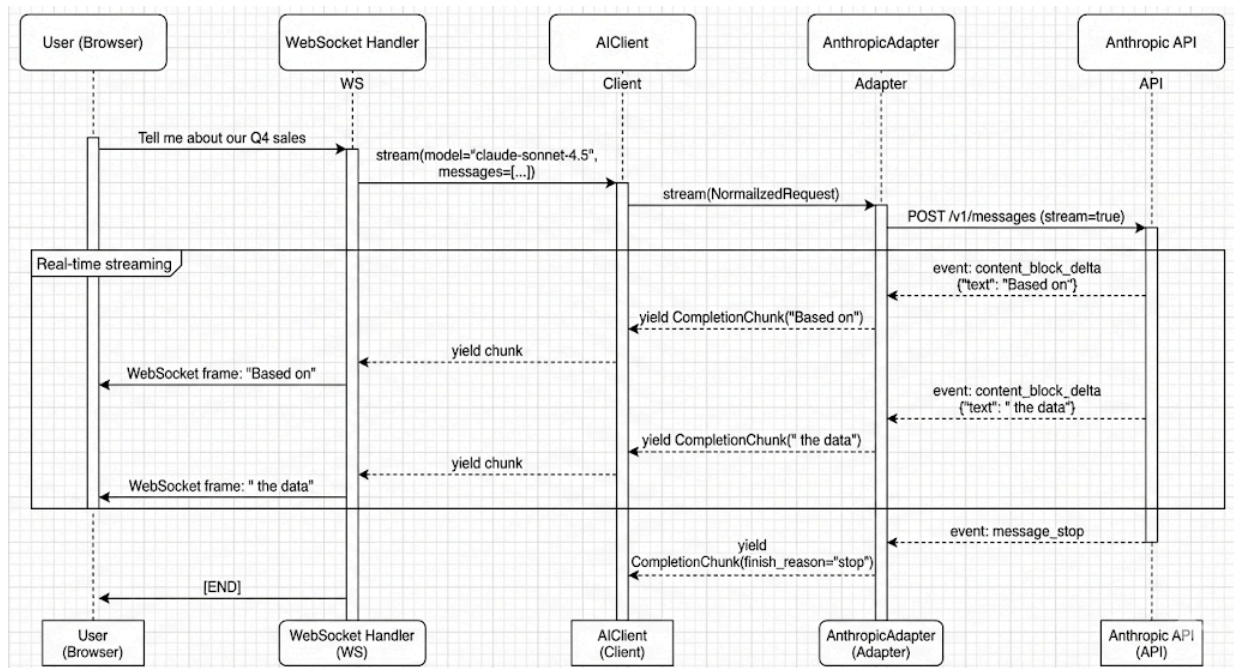 User (Browser)
WebSocket Handler
AIClient
AnthropicAdapter
Anthropic API
WS
Client
Adapter
API
Tell me about our Q4 sales
stream(model="claude-sonnet-4.5",
messages=[...])
stream(NormailzedRequest)
POST /v1/messages (stream=true)
Real-time streaming
event: content_block_delta
{"text": "Based on"}
yield CompletionChunk("Based on")
yield chunk
WebSocket frame: "Based on"
event: content_block_delta
{"text": " the data"}
yield CompletionChunk(" the data")
yield chunk
WebSocket frame: " the data"
event: message_stop
yield
CompletionChunk(finish_reason="stop")
[END]
User
(Browser)
WebSocket Handler
(WS)
AIClient
(Client)
AnthropicAdapter
(Adapter)
Anthropic API
(API)